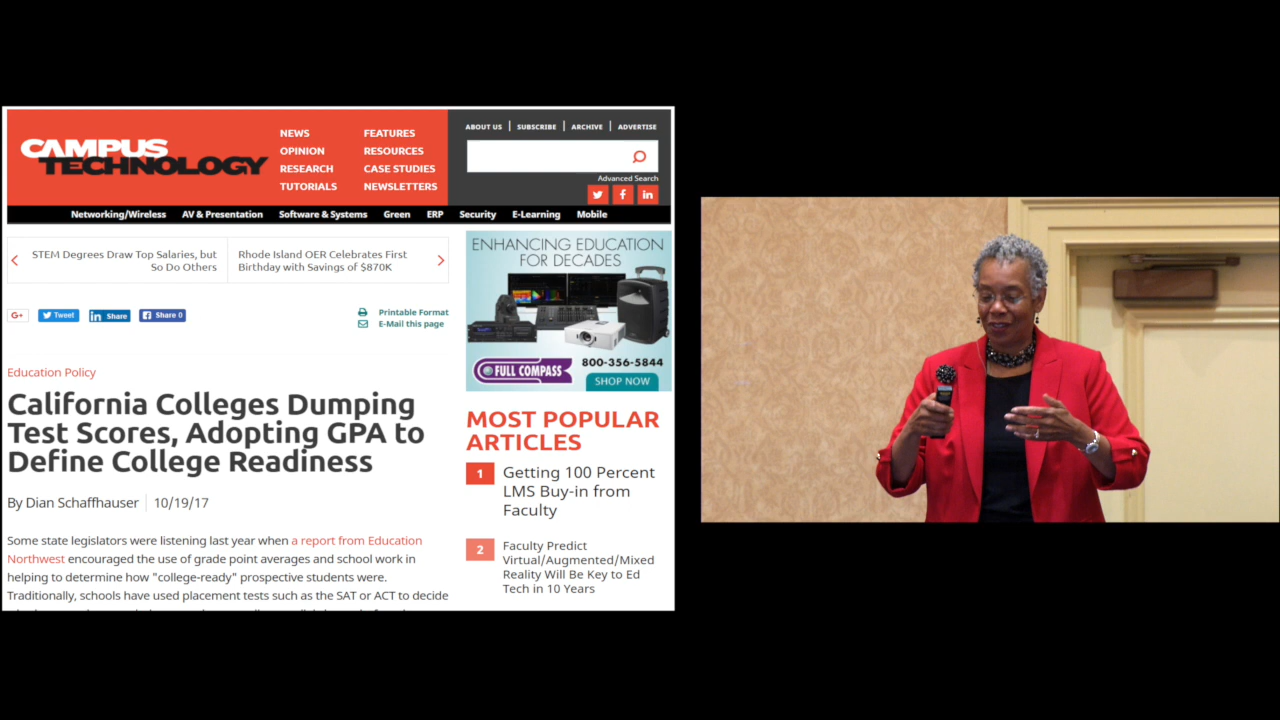 CAMPUS
TECHNOLOGY
NEWS
OPINION
RESEARCH
TUTORIALS
FEATURES
RESOURCES
CASE STUDIES
NEWSLETTERS
ABOUT US | SUBSCRIBE | ARCHIVE | ADVERTISE
Advanced Search
Networking/Wireless AV & Presentation Software & Systems Green ERP Security E-Learning Mobile
STEM Degrees Draw Top Salaries, but
So Do Others
Rhode Island OER Celebrates First
Birthday with Savings of $870K
G+ Tweet in Share Share 0
Printable Format
E-Mail this page
ENHANCING EDUCATION
FOR DECADES
FULL COMPASS
800-356-5844
SHOP NOW
Education Policy
California Colleges Dumping
Test Scores, Adopting GPA to
Define College Readiness
By Dian Schaffhauser | 10/19/17
Some state legislators were listening last year when a report from Education
Northwest encouraged the use of grade point averages and school work in
helping to determine how "college-ready" prospective students were.
Traditionally, schools have used placement tests such as the SAT or ACT to decide
MOST POPULAR
ARTICLES
1 Getting 100 Percent
LMS Buy-in from
Faculty
2 Faculty Predict
Virtual/Augmented/Mixed
Reality Will Be Key to Ed
Tech in 10 Years